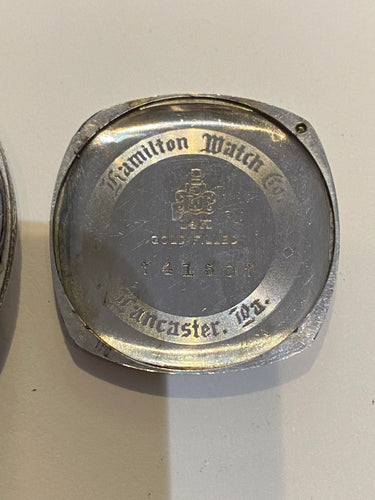 Hamilton Watch Co.
14K
GOLD FILLED
Lancaster, Pa.